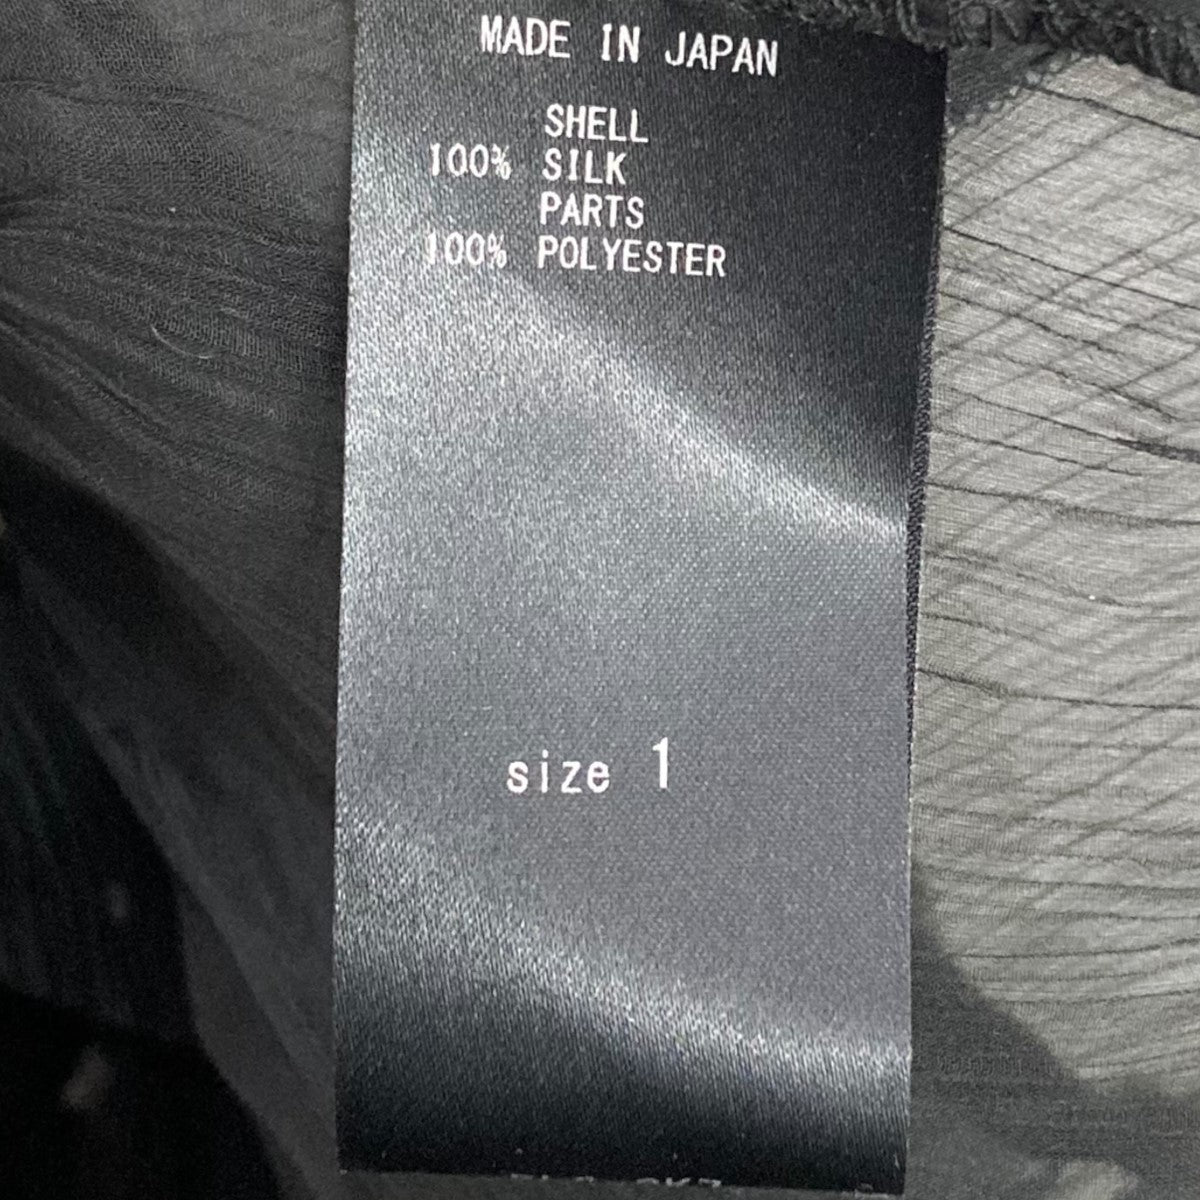 MADE IN JAPAN
SHELL
100% SILK
PARTS
100% POLYESTER
size 1